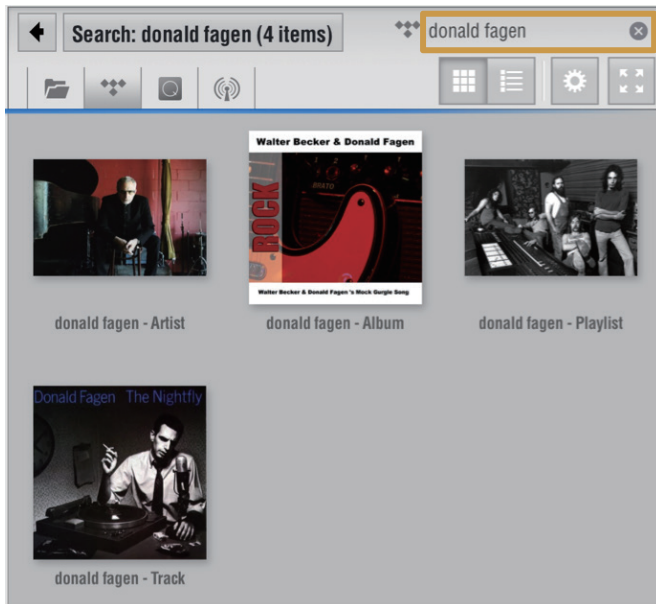 Search: donald fagen (4 items)
donald fagen
Walter Becker & Donald Fagen
ROCK
BRATO
Walter Becker & Donald Fagen 's Mock Gurgle Song
donald fagen - Artist
donald fagen - Album
donald fagen - Playlist
Donald Fagen The Nightfly
donald fagen - Track